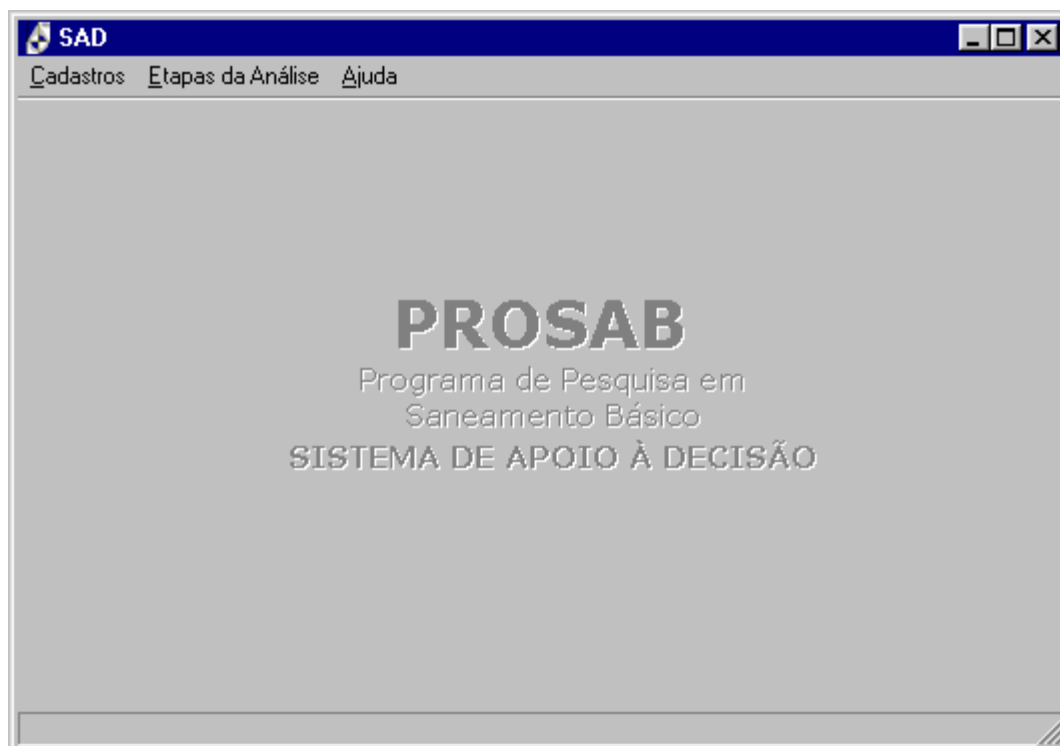 SAD
Cadastros Etapas da Análise Ajuda
PROSAB
Programa de Pesquisa em
Saneamento Básico
SISTEMA DE APOIO À DECISÃO